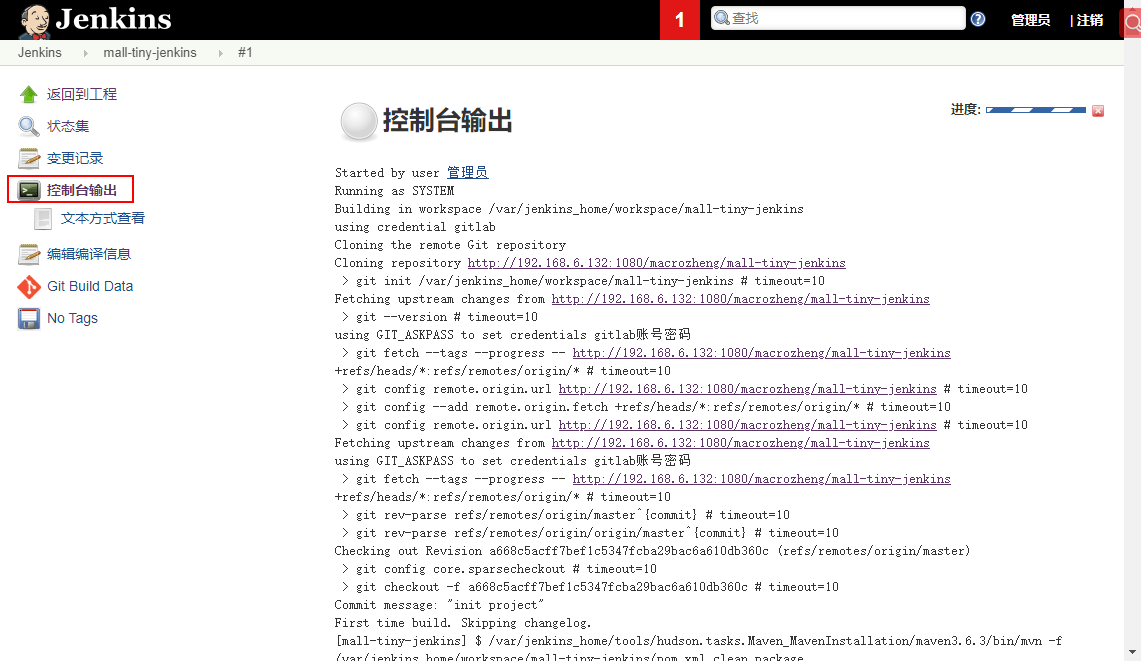 Jenkins
1
查找
管理员
| 注销
Jenkins
mall-tiny-jenkins
#1
返回到工程
状态集
变更记录
控制台输出
文本方式查看
编辑编译信息
Git Build Data
No Tags
控制台输出
进度:
Started by user 管理员
Running as SYSTEM
Building in workspace /var/jenkins_home/workspace/mall-tiny-jenkins
using credential gitlab
Cloning the remote Git repository
Cloning repository http://192.168.6.132:1080/macrozheng/mall-tiny-jenkins
> git init /var/jenkins_home/workspace/mall-tiny-jenkins # timeout=10
Fetching upstream changes from http://192.168.6.132:1080/macrozheng/mall-tiny-jenkins
> git --version # timeout=10
using GIT_ASKPASS to set credentials gitlab账号密码
> git fetch --tags --progress -- http://192.168.6.132:1080/macrozheng/mall-tiny-jenkins
+refs/heads/*:refs/remotes/origin/* # timeout=10
> git config remote.origin.url http://192.168.6.132:1080/macrozheng/mall-tiny-jenkins # timeout=10
> git config --add remote.origin.fetch +refs/heads/*:refs/remotes/origin/* # timeout=10
> git config remote.origin.url http://192.168.6.132:1080/macrozheng/mall-tiny-jenkins # timeout=10
Fetching upstream changes from http://192.168.6.132:1080/macrozheng/mall-tiny-jenkins
using GIT_ASKPASS to set credentials gitlab账号密码
> git fetch --tags --progress -- http://192.168.6.132:1080/macrozheng/mall-tiny-jenkins
+refs/heads/*:refs/remotes/origin/* # timeout=10
> git rev-parse refs/remotes/origin/master^{commit} # timeout=10
> git rev-parse refs/remotes/origin/origin/master^{commit} # timeout=10
Checking out Revision a668c5acff7bef1c5347fcba29bac6a610db360c (refs/remotes/origin/master)
> git config core.sparsecheckout # timeout=10
> git checkout -f a668c5acff7bef1c5347fcba29bac6a610db360c # timeout=10
Commit message: "init project"
First time build. Skipping changelog.
[mall-tiny-jenkins] $ /var/jenkins_home/tools/hudson.tasks.Maven_MavenInstallation/maven3.6.3/bin/mvn -f
/var/jenkins_home/workspace/mall-tiny-jenkins/pom.xml clean package